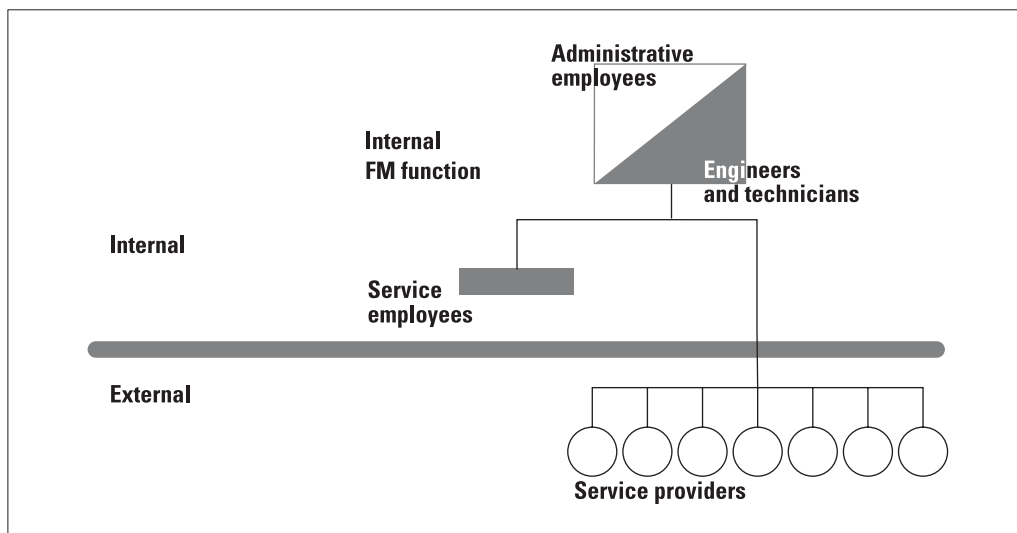 Administrative
employees
Internal
FM function
Engineers
and technicians
Internal
Service
employees
External
Service providers